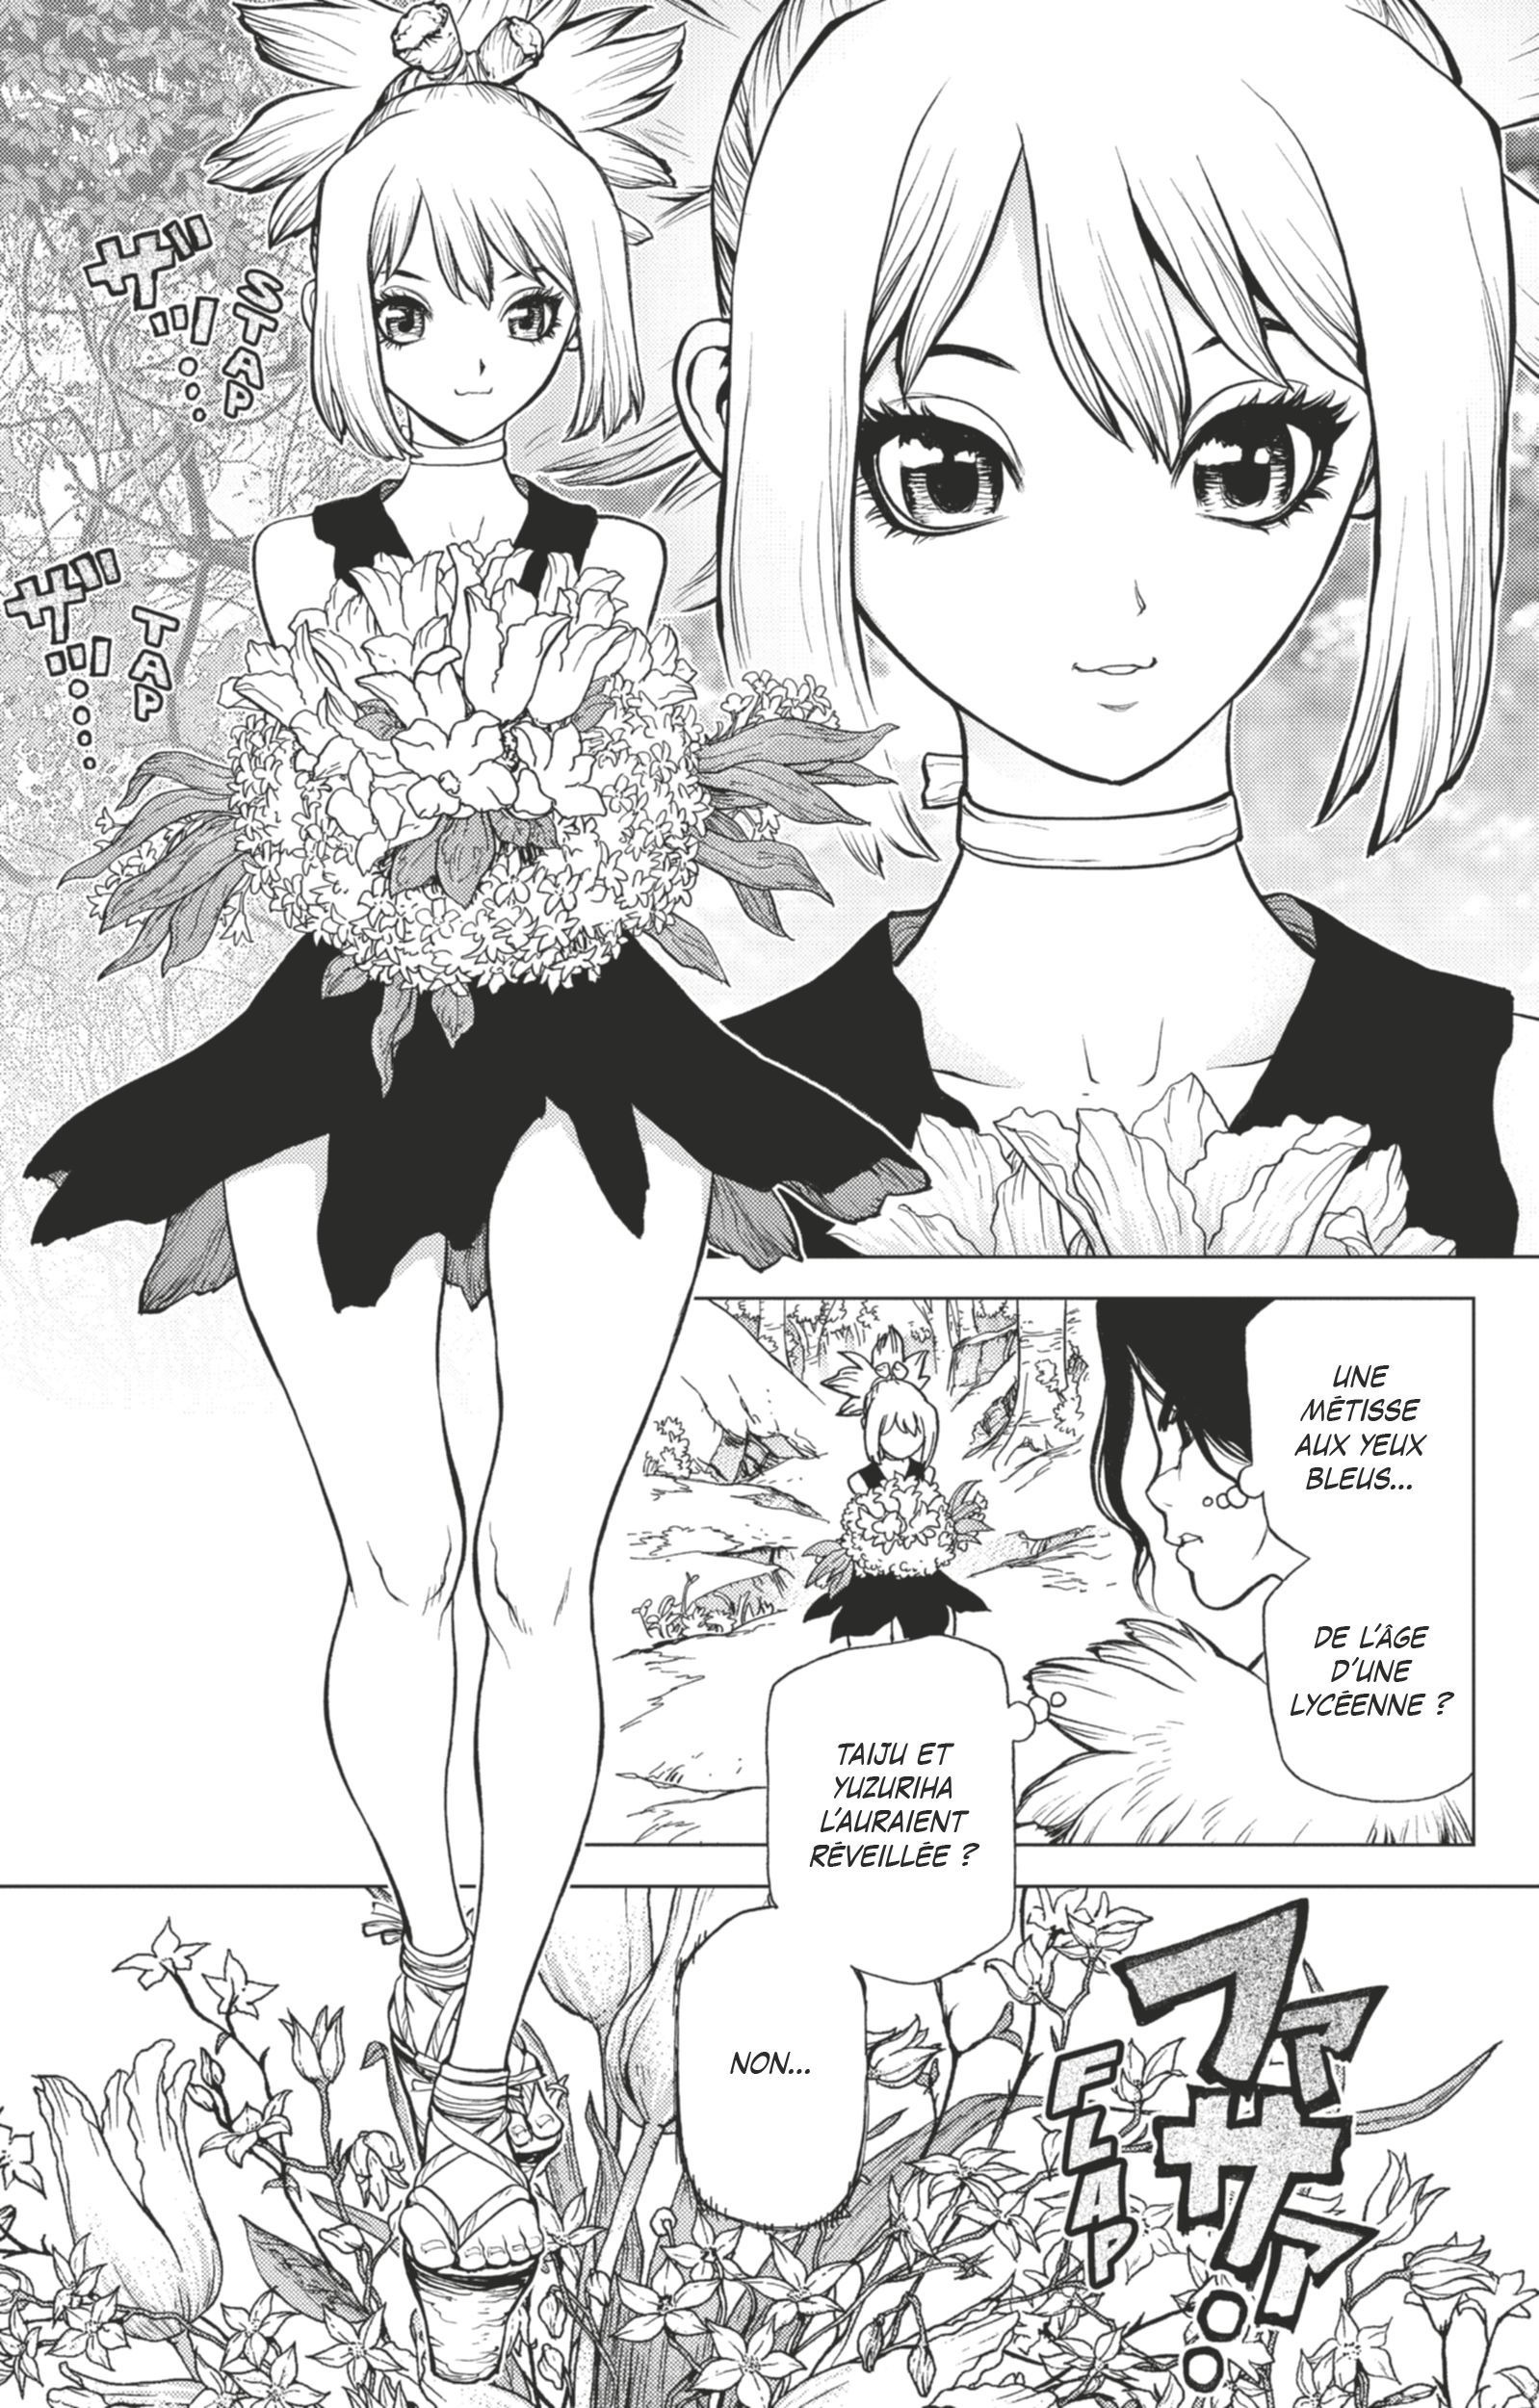 ザッ…
STAP
ザッ…
TAP
UNE
MÉTISSE
AUX YEUX
BLEUS...
DE L'ÂGE
D'UNE
LYCÉENNE ?
TAIJU ET
YUZURIHA
L'AURAIENT
RÉVEILLÉE ?
NON...
ファサァ…
FLAP